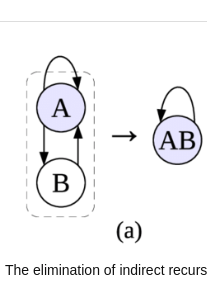 A
B
AB
(a)
The elimination of indirect recurs